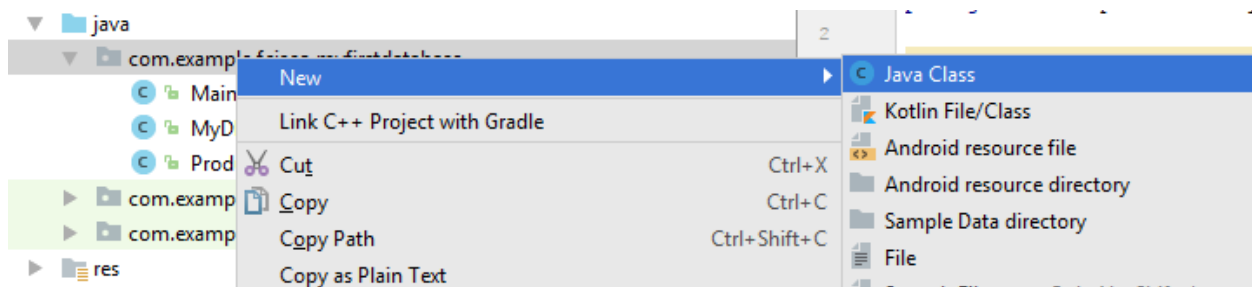 java
2
com.example
New
Java Class
Main
Kotlin File/Class
MyD
Link C++ Project with Gradle
Android resource file
Prod
Cut Ctrl+X
Android resource directory
com.examp
Copy Ctrl+C
Sample Data directory
com.examp
Copy Path Ctrl+Shift+C
File
res
Copy as Plain Text